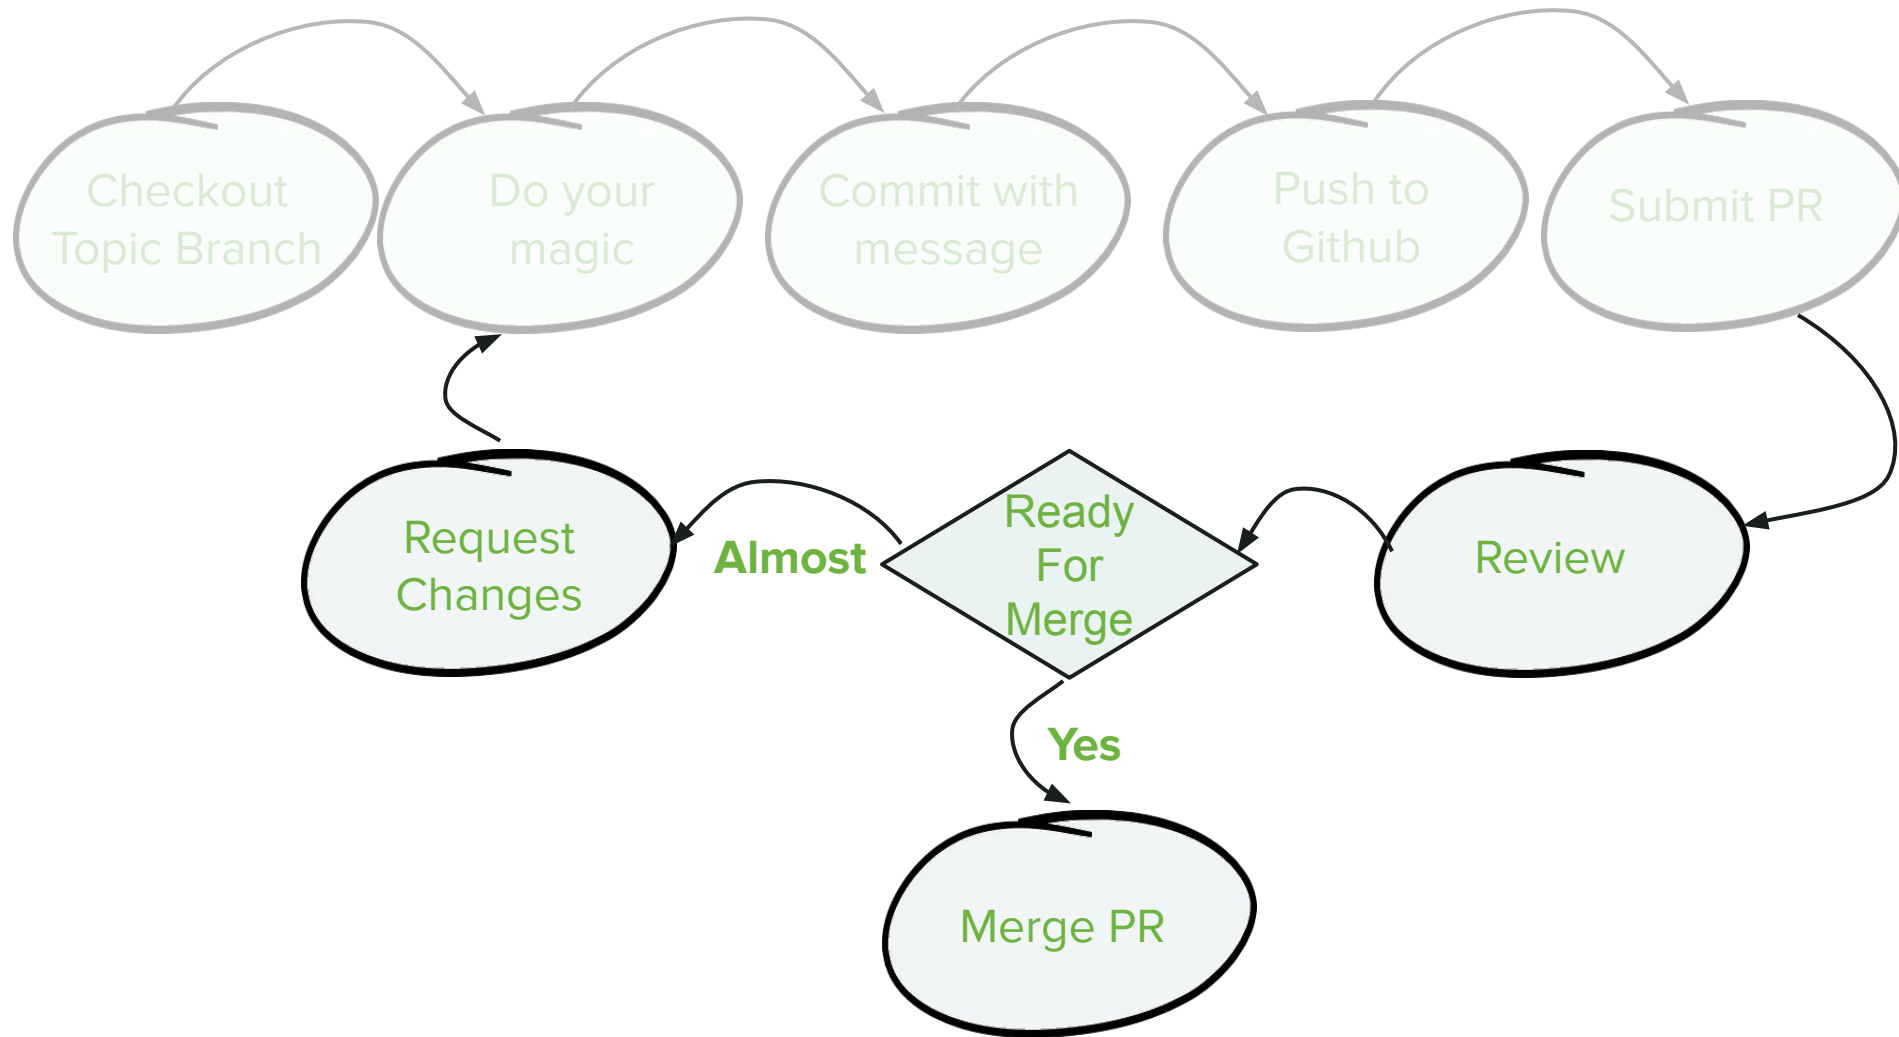 Checkout
Topic Branch
Do your
magic
Commit with
message
Push to
Github
Submit PR
Request
Changes
Almost
Ready
For
Merge
Review
Yes
Merge PR